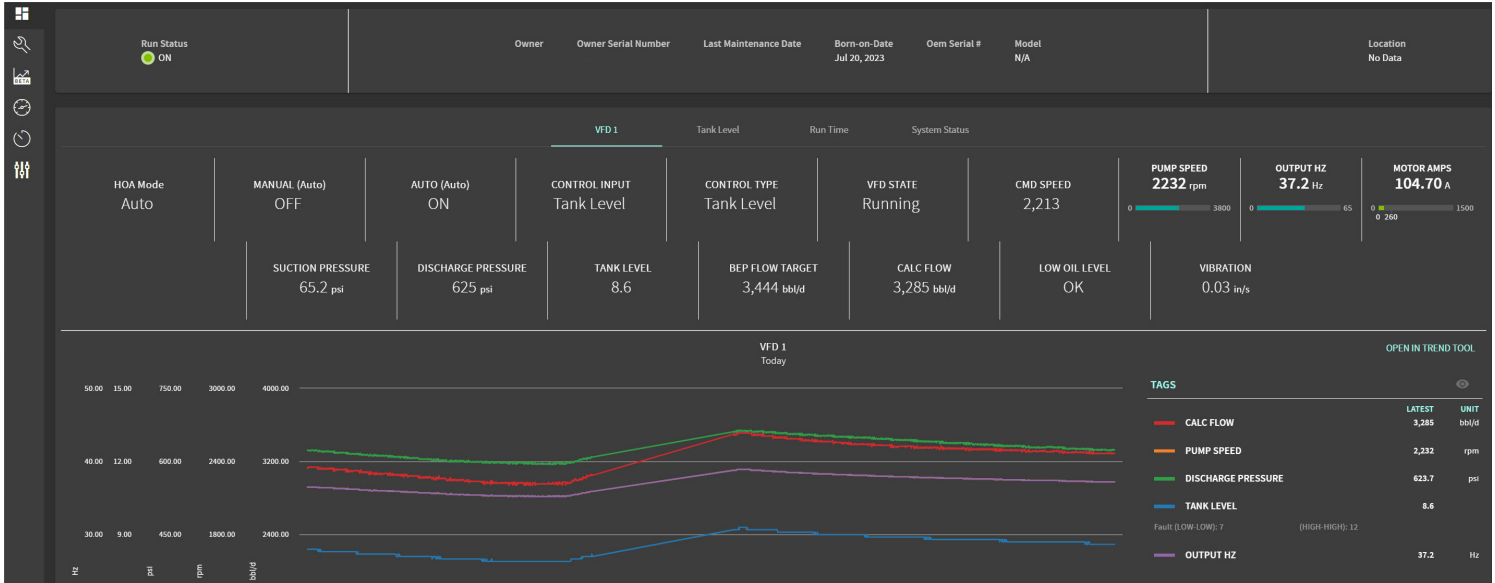 BETA
Run Status
ON
Owner
Owner Serial Number
Last Maintenance Date
Born-on-Date
Jul 20, 2023
Oem Serial #
Model
N/A
Location
No Data
VFD 1
Tank Level
Run Time
System Status
HOA Mode
Auto
MANUAL (Auto)
OFF
AUTO (Auto)
ON
CONTROL INPUT
Tank Level
CONTROL TYPE
Tank Level
VFD STATE
Running
CMD SPEED
2,213
PUMP SPEED
2232 rpm
0 3800
OUTPUT HZ
37.2 Hz
0 65
MOTOR AMPS
104.70 A
0 1500
0 260
SUCTION PRESSURE
65.2 psi
DISCHARGE PRESSURE
625 psi
TANK LEVEL
8.6
BEP FLOW TARGET
3,444 bbl/d
CALC FLOW
3,285 bbl/d
LOW OIL LEVEL
OK
VIBRATION
0.03 in/s
VFD 1
Today
OPEN IN TREND TOOL
50.00 15.00 750.00 3000.00 4000.00
40.00 12.00 600.00 2400.00 3200.00
30.00 9.00 450.00 1800.00 2400.00
Hz psi rpm bbl/d
TAGS
LATEST UNIT
CALC FLOW 3,285 bbl/d
PUMP SPEED 2,232 rpm
DISCHARGE PRESSURE 623.7 psi
TANK LEVEL 8.6
Fault (LOW-LOW): 7 (HIGH-HIGH): 12
OUTPUT HZ 37.2 Hz